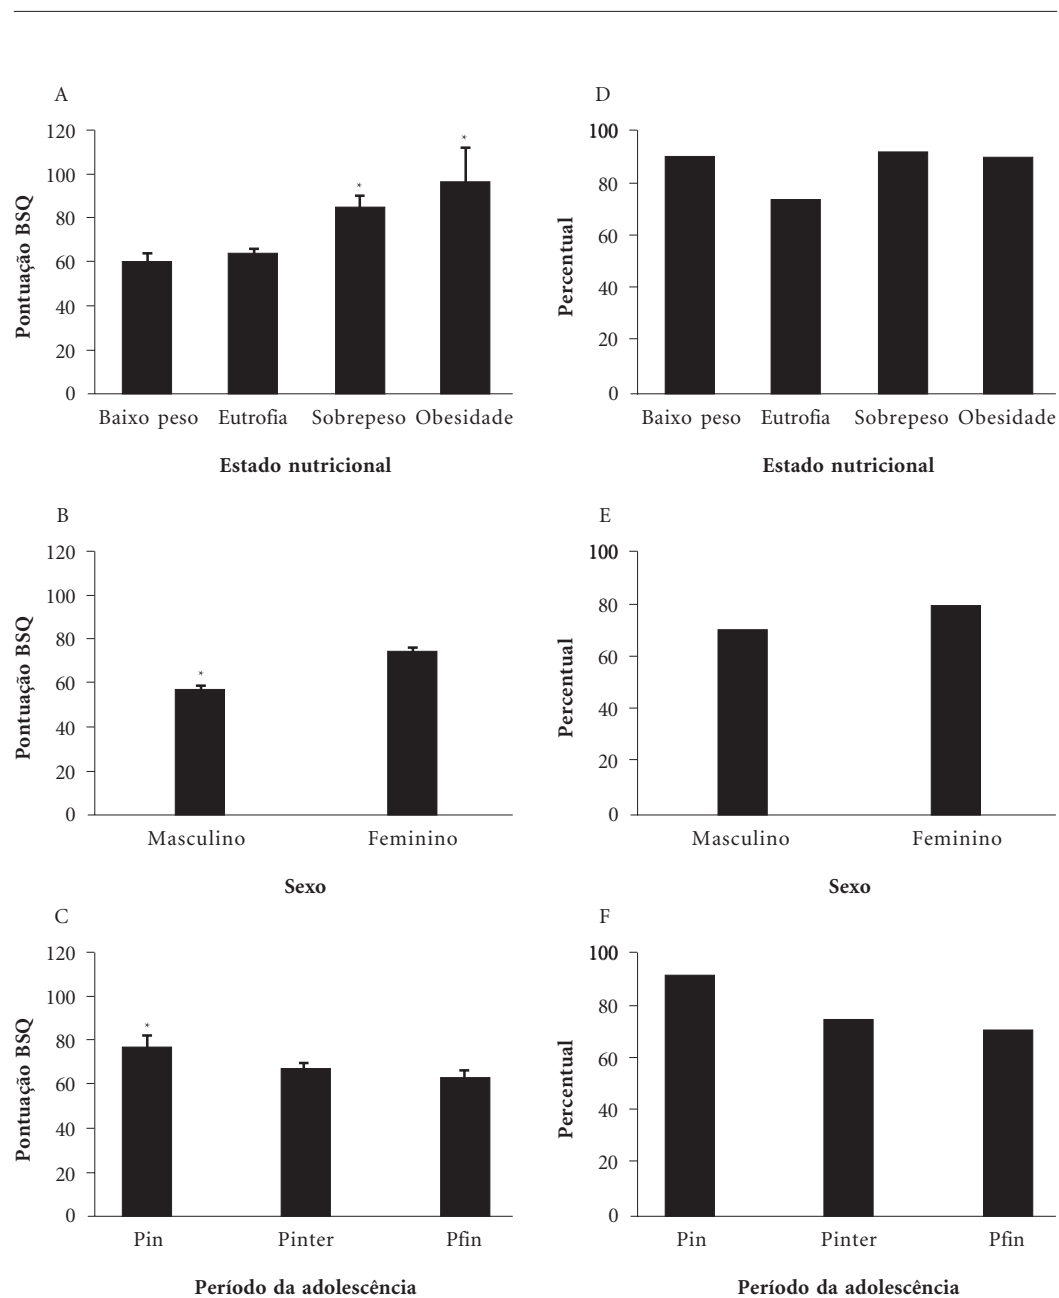 A
Pontuação BSQ
120
100
80
60
40
20
0
*
*
Baixo peso Eutrofia Sobrepeso Obesidade
Estado nutricional
D
Percentual
100
80
60
40
20
0
Baixo peso Eutrofia Sobrepeso Obesidade
Estado nutricional
B
Pontuação BSQ
120
100
80
60
40
20
0
*
Masculino Feminino
Sexo
E
Percentual
100
80
60
40
20
0
Masculino Feminino
Sexo
C
Pontuação BSQ
120
100
80
60
40
20
0
*
Pin Pinter Pfin
Período da adolescência
F
Percentual
100
80
60
40
20
0
Pin Pinter Pfin
Período da adolescência